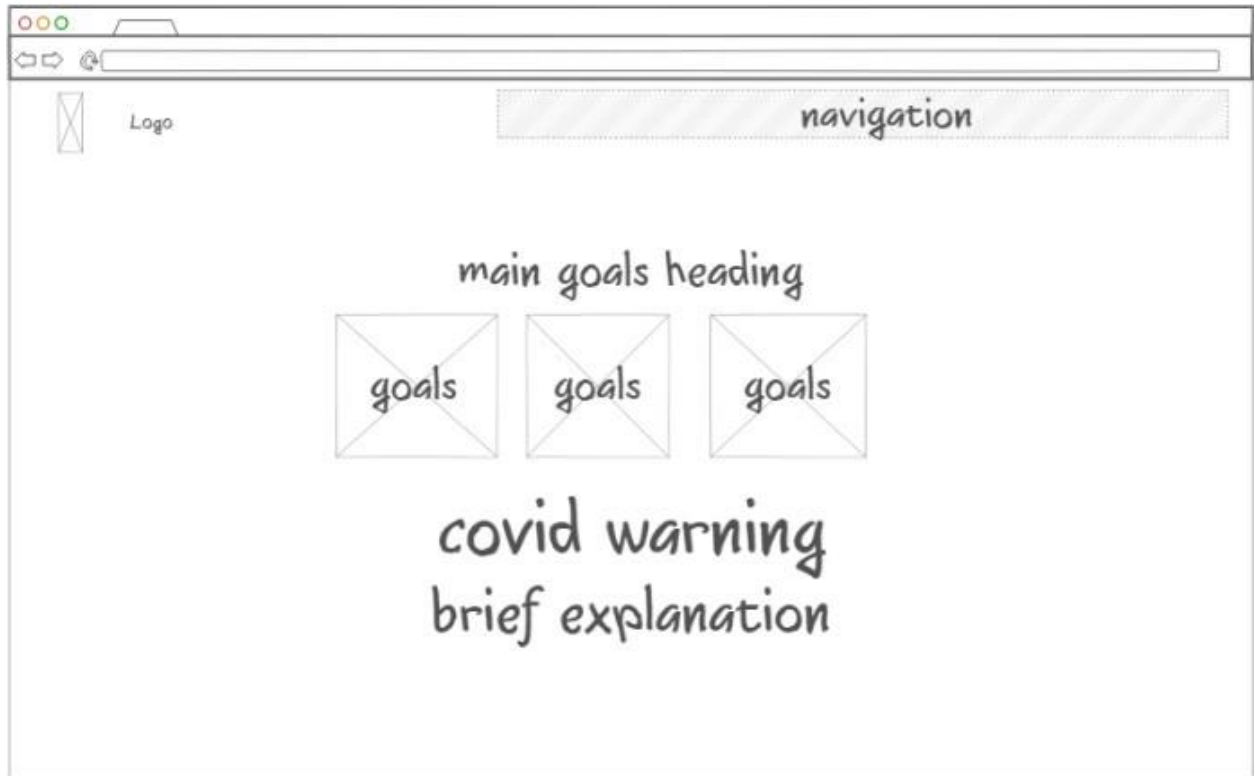 Logo
navigation
main goals heading
goals goals goals
covid warning
brief explanation